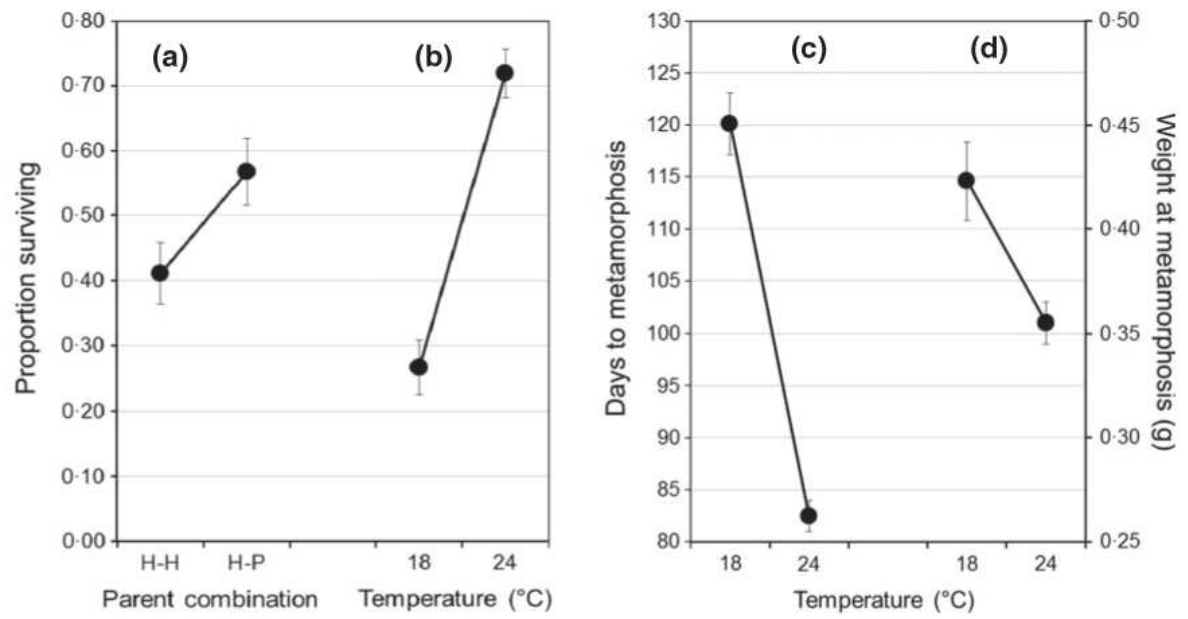 (a)
(b)
0·80
0·70
0·60
0·50
0·40
0·30
0·20
0·10
0·00
Proportion surviving
H-H H-P 18 24
Parent combination Temperature (°C)
(c)
(d)
130
125
120
115
110
105
100
95
90
85
80
Days to metamorphosis
0·50
0·45
0·40
0·35
0·30
0·25
Weight at metamorphosis (g)
18 24 18 24
Temperature (°C)